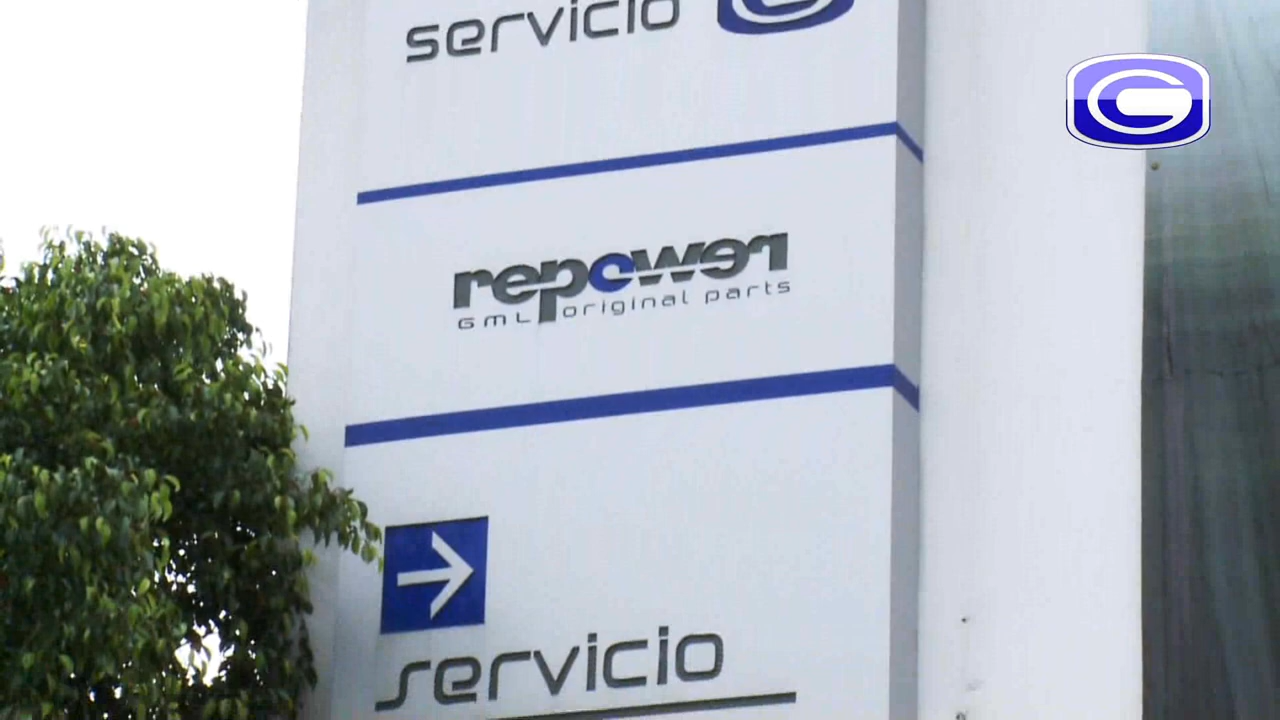 servicio G
repower
GML original parts
servicio
G